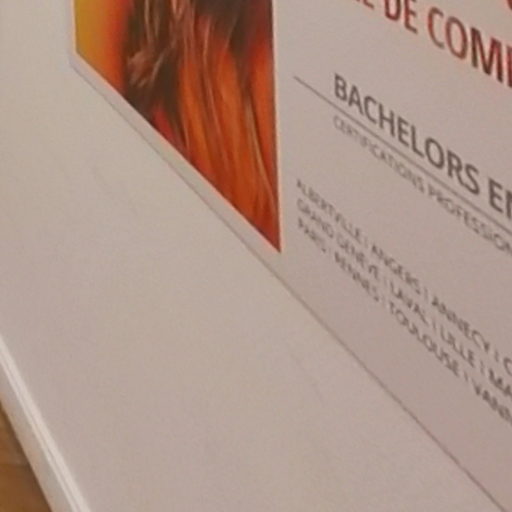 DE COM
BACHELORS E
CERTIFICATIONS PROFESSION
ALBERTVILLE | ANGERS | ANNECY | C
GRAND GENÈVE | LAVAL | LILLE | MA
PARIS | RENNES | TOULOUSE | VANN